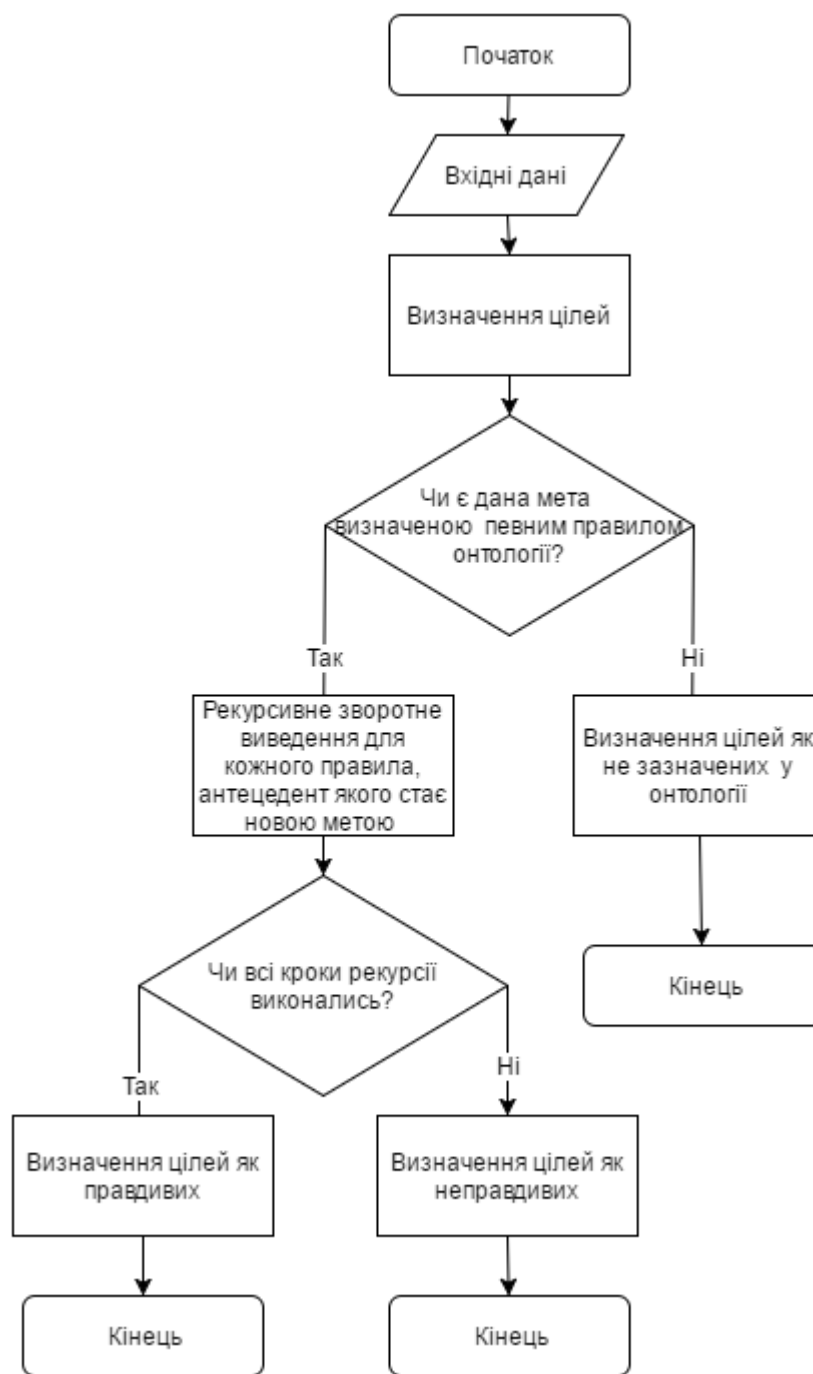 Початок
Вхідні дані
Визначення цілей
Чи є дана мета
визначеною певним правилом
онтології?
Так
Ні
Рекурсивне зворотне
виведення для
кожного правила,
антецедент якого стає
новою метою
Визначення цілей як
не зазначених у
онтології
Чи всі кроки рекурсії
виконались?
Кінець
Так
Ні
Визначення цілей як
правдивих
Визначення цілей як
неправдивих
Кінець
Кінець